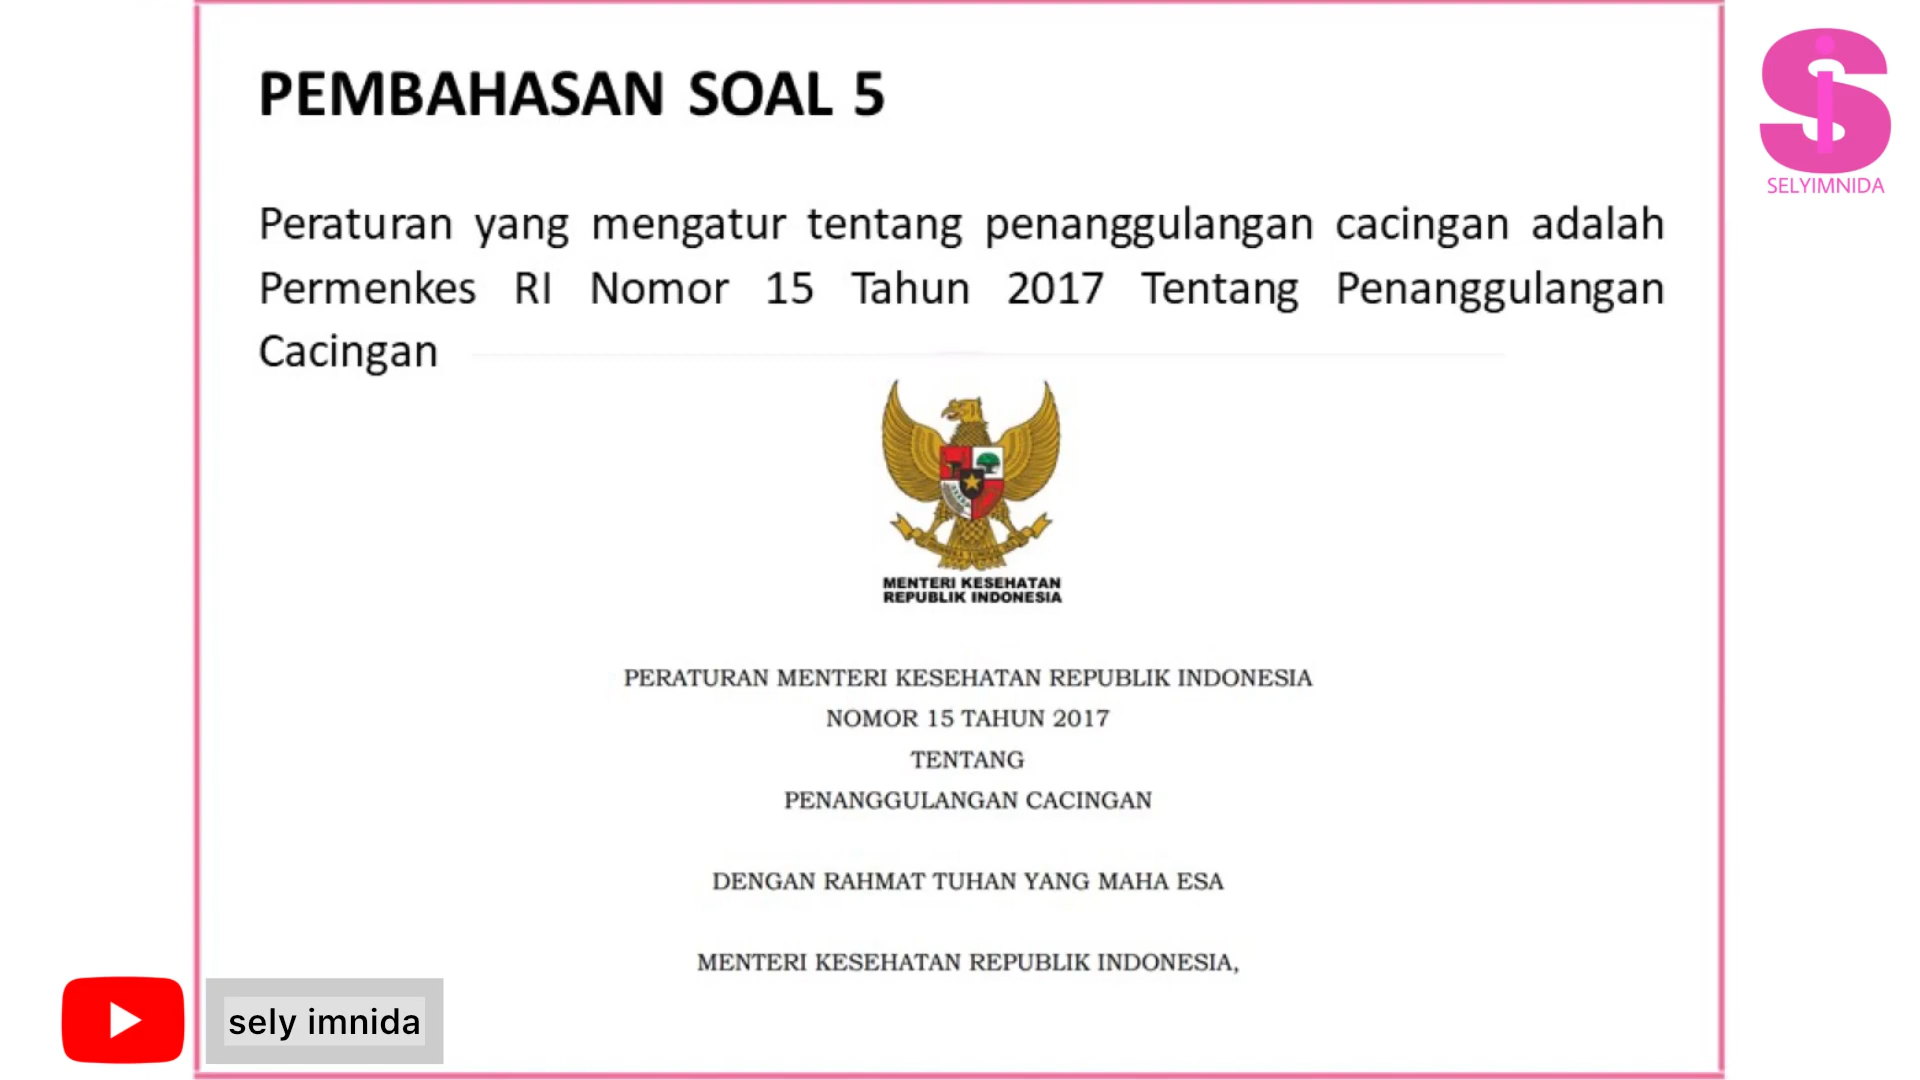 PEMBAHASAN SOAL 5
SELYIMNIDA
Peraturan yang mengatur tentang penanggulangan cacingan adalah
Permenkes RI Nomor 15 Tahun 2017 Tentang Penanggulangan
Cacingan
MENTERI KESEHATAN
REPUBLIK INDONESIA
PERATURAN MENTERI KESEHATAN REPUBLIK INDONESIA
NOMOR 15 TAHUN 2017
TENTANG
PENANGGULANGAN CACINGAN
DENGAN RAHMAT TUHAN YANG MAHA ESA
MENTERI KESEHATAN REPUBLIK INDONESIA,
sely imnida